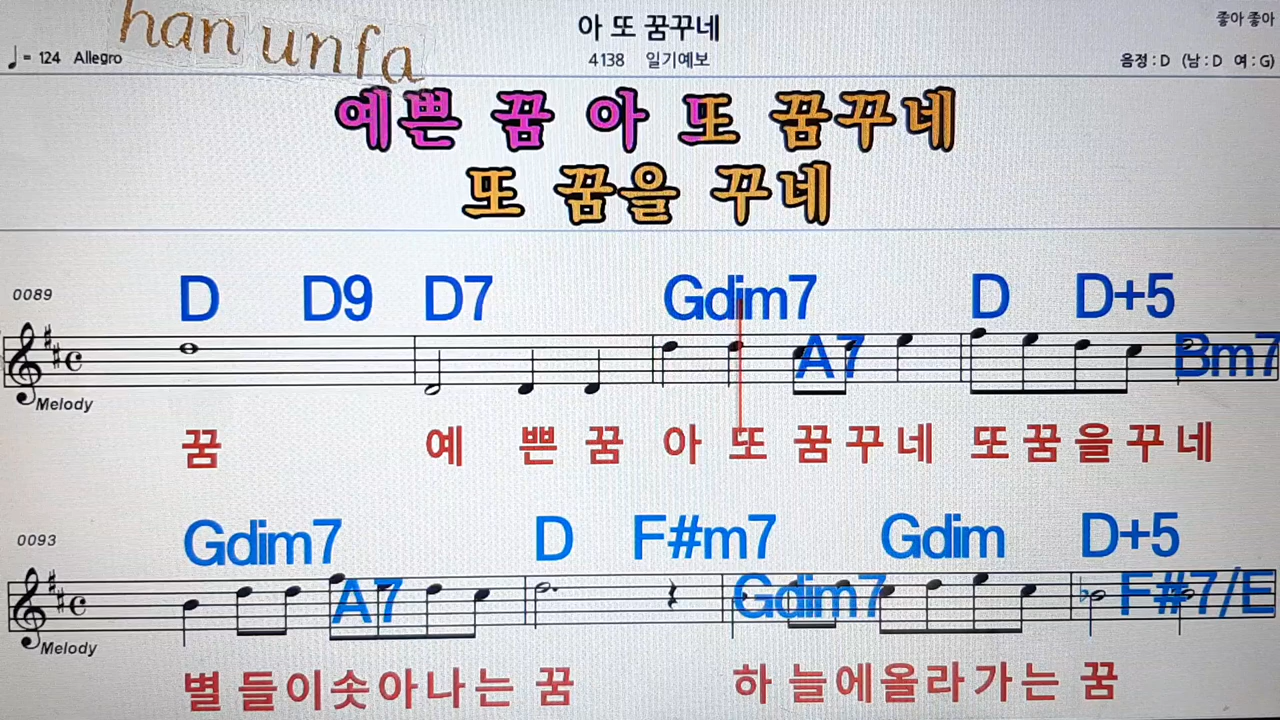 han unfa
아 또 꿈꾸네
좋아 좋아
♩= 124 Allegro
4138 일기예보
음정 : D (남 : D 여 : G)
예쁜 꿈 아 또 꿈꾸네
또 꿈을 꾸네
0089
D D9 D7 Gdim7 A7 D D+5 Bm7
Melody
꿈 예 쁜 꿈 아 또 꿈 꾸 네 또 꿈 을 꾸 네
0093
Gdim7 A7 D F#m7 Gdim7 Gdim D+5 F#7/E
Melody
별 들이솟아나는 꿈 하 늘에올라가는 꿈